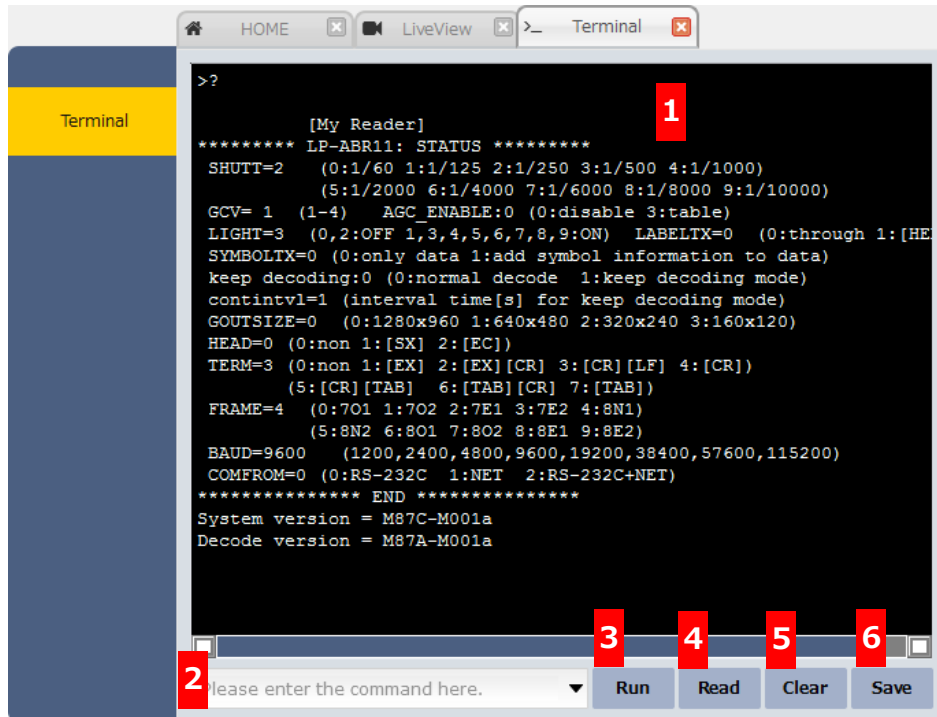 HOME LiveView >_ Terminal
Terminal
>?
1
[My Reader]
********* LP-ABR11: STATUS *********
SHUTT=2 (0:1/60 1:1/125 2:1/250 3:1/500 4:1/1000)
(5:1/2000 6:1/4000 7:1/6000 8:1/8000 9:1/10000)
GCV= 1 (1-4) AGC_ENABLE:0 (0:disable 3:table)
LIGHT=3 (0,2:OFF 1,3,4,5,6,7,8,9:ON) LABELTX=0 (0:through 1:[HE
SYMBOLTX=0 (0:only data 1:add symbol information to data)
keep decoding:0 (0:normal decode 1:keep decoding mode)
contintvl=1 (interval time[s] for keep decoding mode)
GOUTSIZE=0 (0:1280x960 1:640x480 2:320x240 3:160x120)
HEAD=0 (0:non 1:[SX] 2:[EC])
TERM=3 (0:non 1:[EX] 2:[EX][CR] 3:[CR][LF] 4:[CR])
(5:[CR][TAB] 6:[TAB][CR] 7:[TAB])
FRAME=4 (0:7O1 1:7O2 2:7E1 3:7E2 4:8N1)
(5:8N2 6:8O1 7:8O2 8:8E1 9:8E2)
BAUD=9600 (1200,2400,4800,9600,19200,38400,57600,115200)
COMFROM=0 (0:RS-232C 1:NET 2:RS-232C+NET)
*************** END ***************
System version = M87C-M001a
Decode version = M87A-M001a
3 4 5 6
2 Please enter the command here. Run Read Clear Save